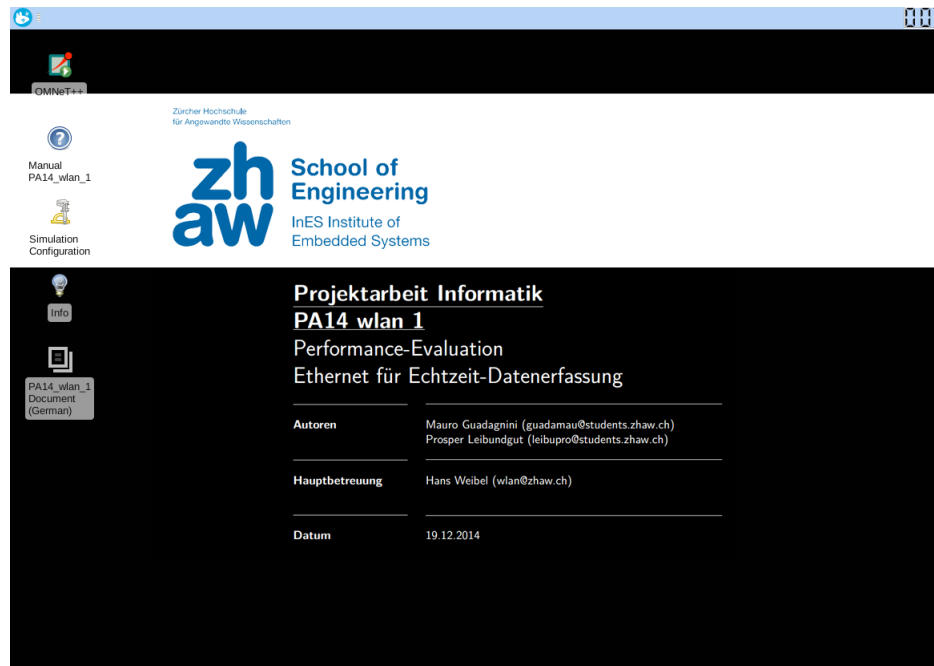 00
OMNeT++
Manual
PA14_wlan_1
Simulation
Configuration
Info
PA14_wlan_1
Document
(German)
Zürcher Hochschule
für Angewandte Wissenschaften
zh
aw
School of
Engineering
InES Institute of
Embedded Systems
Projektarbeit Informatik
PA14 wlan 1
Performance-Evaluation
Ethernet für Echtzeit-Datenerfassung
Autoren Mauro Guadagnini (guadamau@students.zhaw.ch)
Prosper Leibundgut (leibupro@students.zhaw.ch)
Hauptbetreuung Hans Weibel (wlan@zhaw.ch)
Datum 19.12.2014